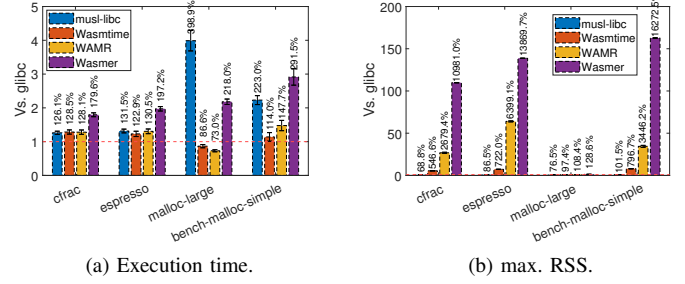 5
4
3
2
1
0
Vs. glibc
musl-libc
Wasmtime
WAMR
Wasmer
126.1%
128.5%
128.1%
179.6%
131.5%
122.9%
130.5%
197.2%
398.9%
86.6%
73.0%
218.0%
223.0%
114.0%
147.7%
291.5%
cfrac
espresso
malloc-large
bench-malloc-simple
(a) Execution time.
200
150
100
50
0
Vs. glibc
musl-libc
Wasmtime
WAMR
Wasmer
68.8%
546.6%
2679.4%
10981.0%
86.5%
722.0%
6399.1%
13869.7%
76.5%
97.4%
108.4%
128.6%
101.5%
796.7%
3446.2%
16272.5%
cfrac
espresso
malloc-large
bench-malloc-simple
(b) max. RSS.